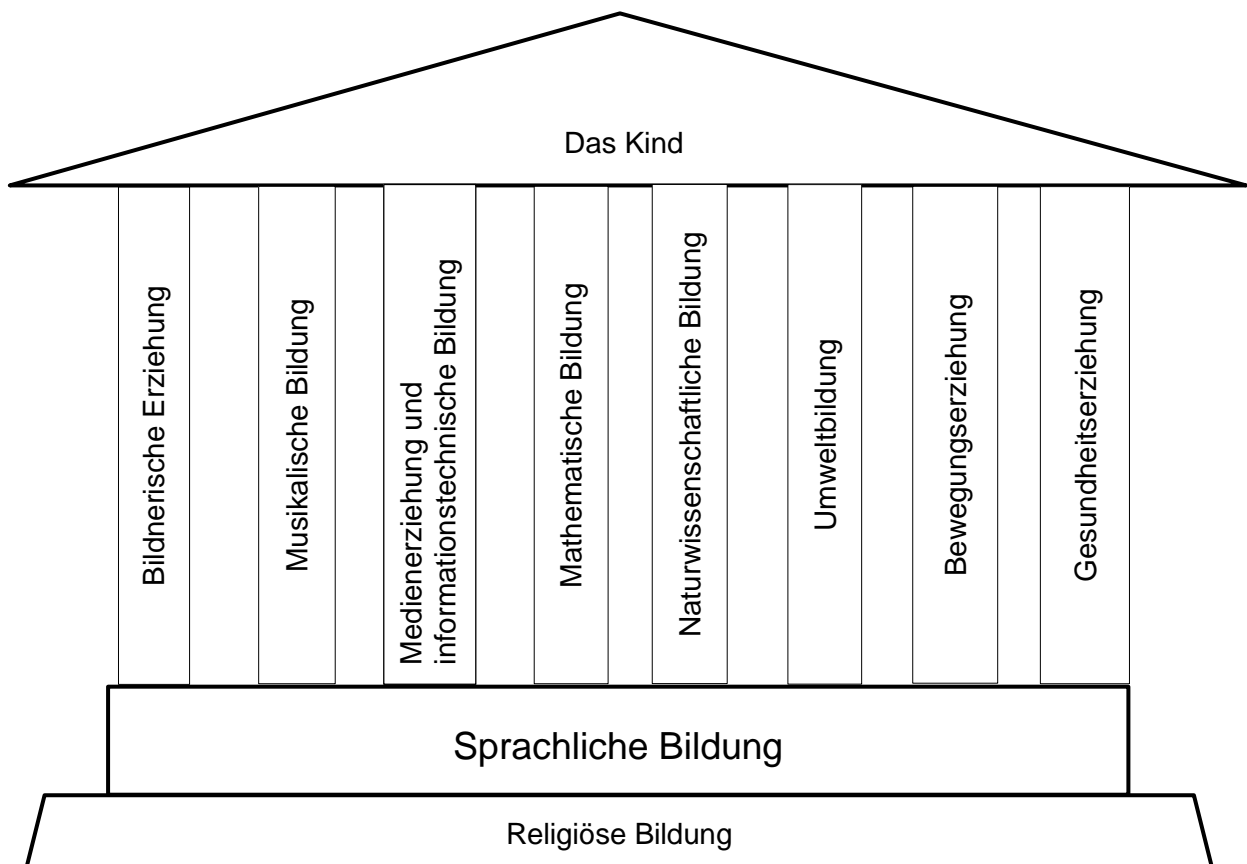 Das Kind
Bildnerische Erziehung
Musikalische Bildung
Medienerziehung und
informationstechnische Bildung
Mathematische Bildung
Naturwissenschaftliche Bildung
Umweltbildung
Bewegungserziehung
Gesundheitserziehung
Sprachliche Bildung
Religiöse Bildung